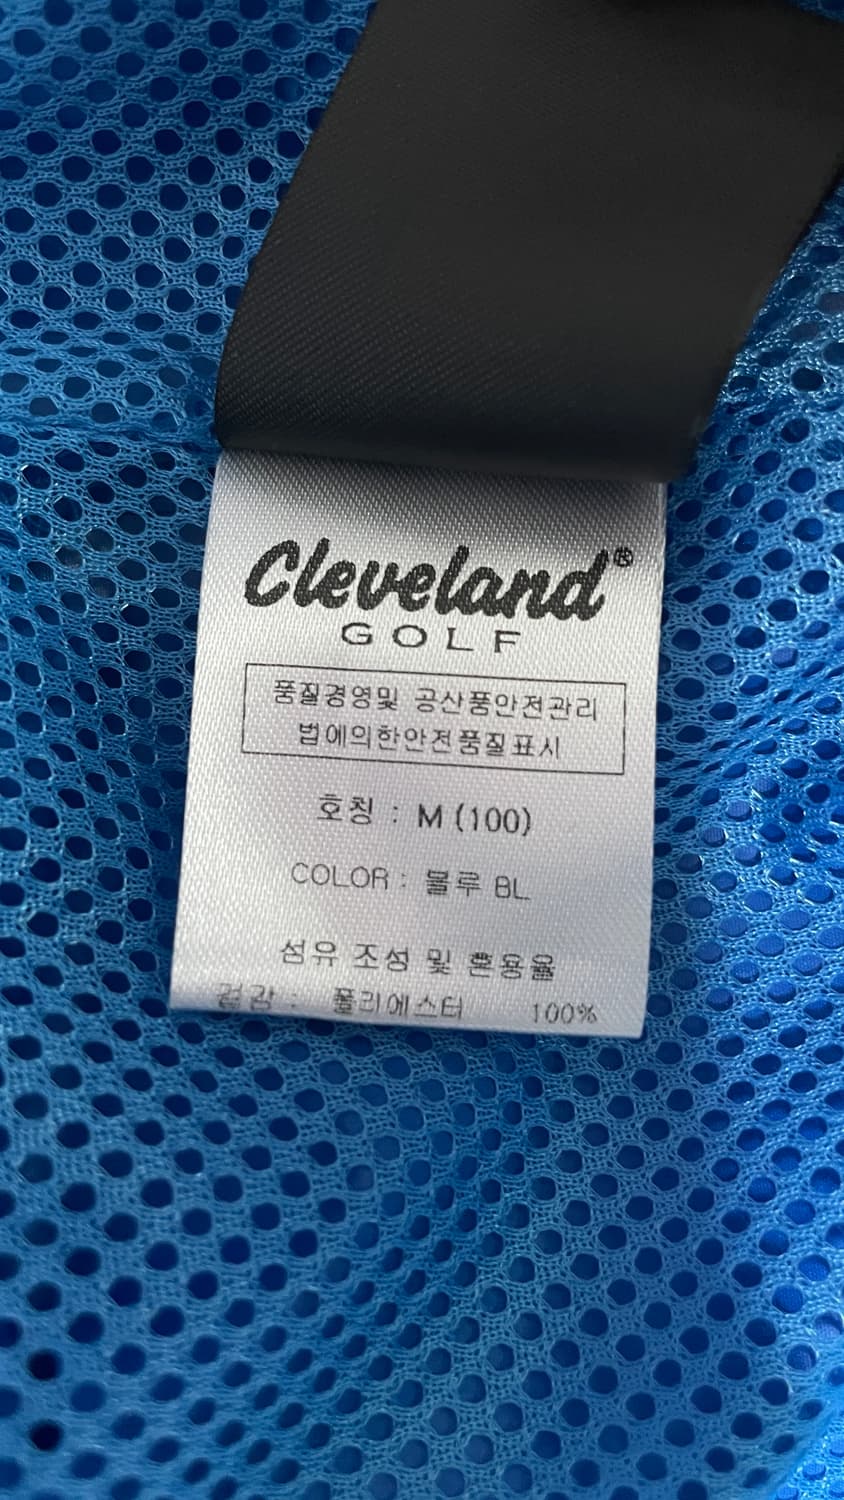 Cleveland®
GOLF
품질경영및 공산품안전관리
법에의한안전품질표시
호칭 : M (100)
COLOR : 블루 BL
섬유 조성 및 혼용율
겉감 : 폴리에스터 100%